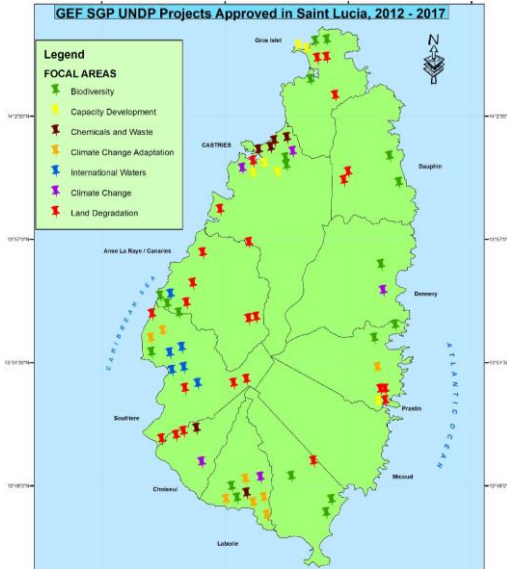 GEF SGP UNDP Projects Approved in Saint Lucia, 2012 - 2017
Legend
FOCAL AREAS
Biodiversity
Capacity Development
Chemicals and Waste
Climate Change Adaptation
International Waters
Climate Change
Land Degradation
Gros Islet
N
CASTRIES
Dauphin
Anse La Raye / Canaries
Dennery
CARIBBEAN SEA
ATLANTIC OCEAN
Praslin
Soufriere
Micoud
Choiseul
Laborie